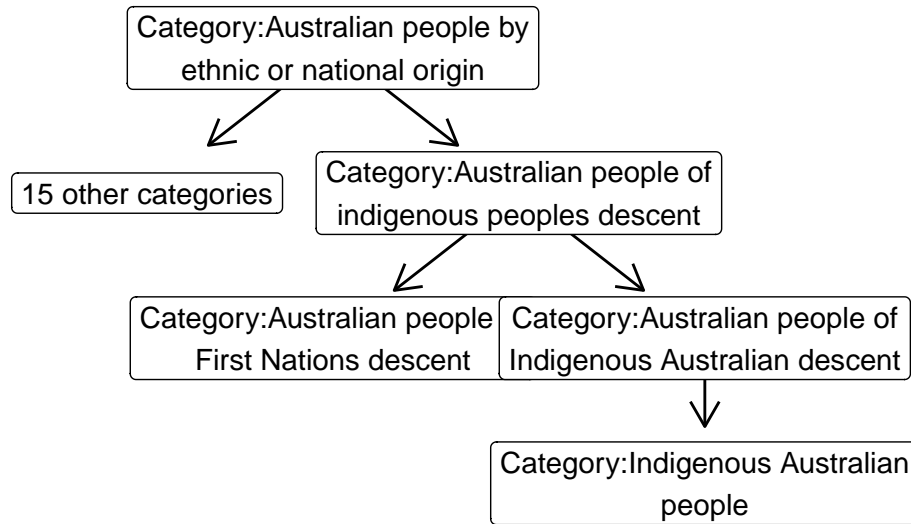 Category:Australian people by
ethnic or national origin
15 other categories
Category:Australian people of
indigenous peoples descent
Category:Australian people
First Nations descent
Category:Australian people of
Indigenous Australian descent
Category:Indigenous Australian
people